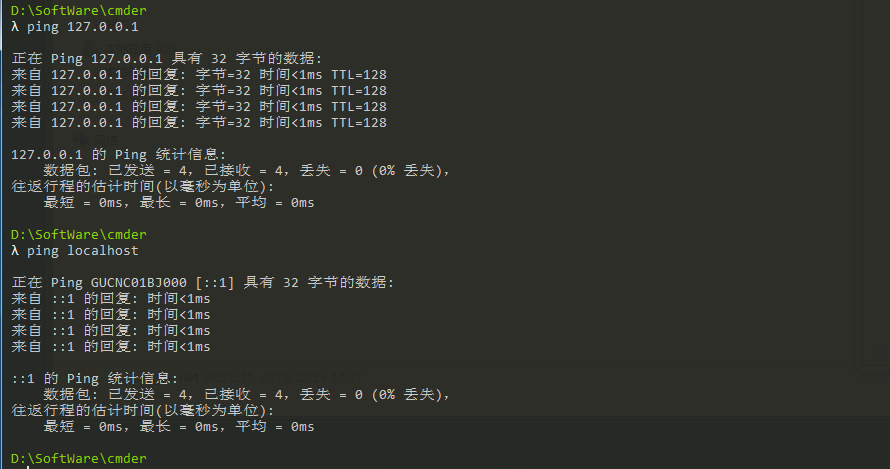 D:\SoftWare\cmder
λ ping 127.0.0.1
正在 Ping 127.0.0.1 具有 32 字节的数据:
来自 127.0.0.1 的回复: 字节=32 时间<1ms TTL=128
来自 127.0.0.1 的回复: 字节=32 时间<1ms TTL=128
来自 127.0.0.1 的回复: 字节=32 时间<1ms TTL=128
来自 127.0.0.1 的回复: 字节=32 时间<1ms TTL=128
127.0.0.1 的 Ping 统计信息:
数据包: 已发送 = 4，已接收 = 4，丢失 = 0 (0% 丢失)，
往返行程的估计时间(以毫秒为单位):
最短 = 0ms，最长 = 0ms，平均 = 0ms
D:\SoftWare\cmder
λ ping localhost
正在 Ping GUCNC01BJ000 [::1] 具有 32 字节的数据:
来自 ::1 的回复: 时间<1ms
来自 ::1 的回复: 时间<1ms
来自 ::1 的回复: 时间<1ms
来自 ::1 的回复: 时间<1ms
::1 的 Ping 统计信息:
数据包: 已发送 = 4，已接收 = 4，丢失 = 0 (0% 丢失)，
往返行程的估计时间(以毫秒为单位):
最短 = 0ms，最长 = 0ms，平均 = 0ms
D:\SoftWare\cmder